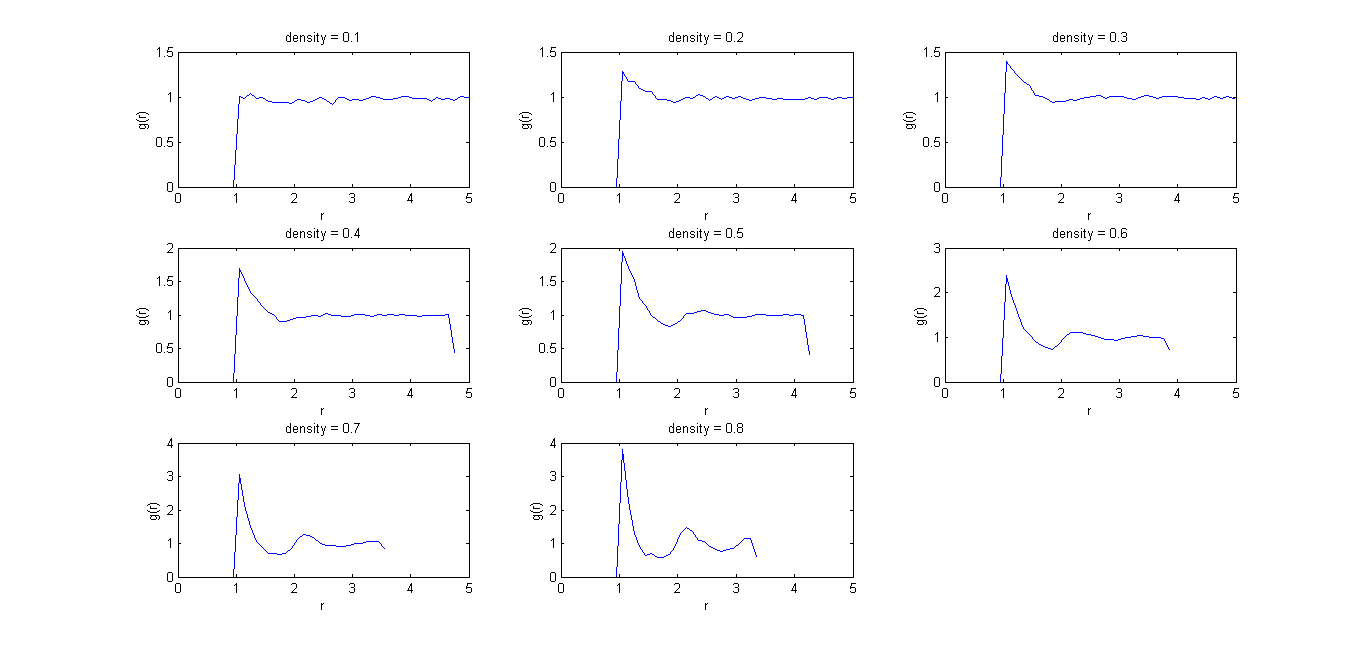 density = 0.1
1.5
1
0.5
0
g(r)
0 1 2 3 4 5
r
density = 0.2
1.5
1
0.5
0
g(r)
0 1 2 3 4 5
r
density = 0.3
1.5
1
0.5
0
g(r)
0 1 2 3 4 5
r
density = 0.4
2
1.5
1
0.5
0
g(r)
0 1 2 3 4 5
r
density = 0.5
2
1.5
1
0.5
0
g(r)
0 1 2 3 4 5
r
density = 0.6
3
2
1
0
g(r)
0 1 2 3 4 5
r
density = 0.7
4
3
2
1
0
g(r)
0 1 2 3 4 5
r
density = 0.8
4
3
2
1
0
g(r)
0 1 2 3 4 5
r